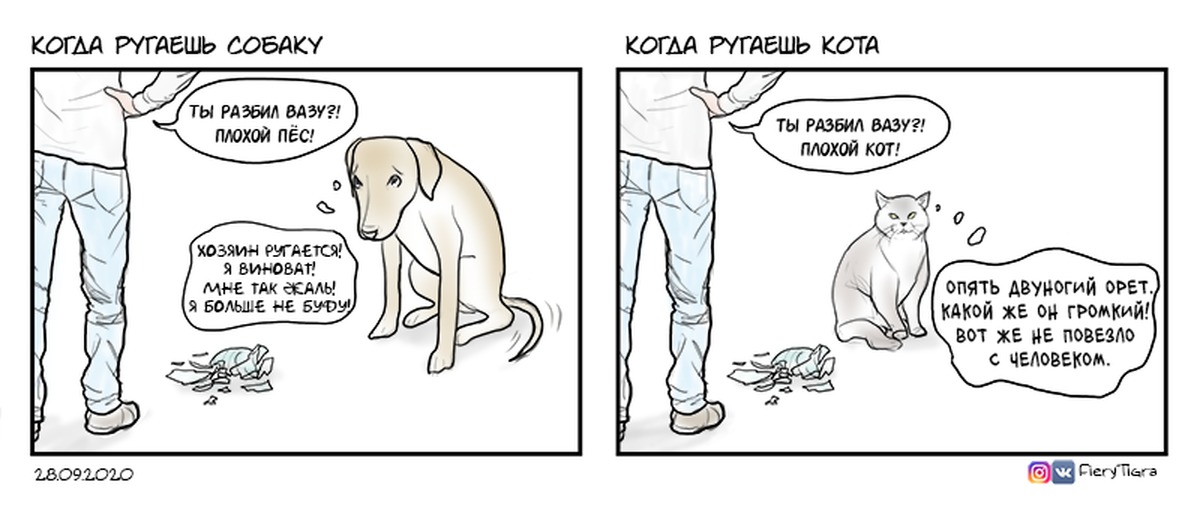 КОГДА РУГАЕШЬ СОБАКУ
ТЫ РАЗБИЛ ВАЗУ?!
ПЛОХОЙ ПЁС!
ХОЗЯИН РУГАЕТСЯ!
Я ВИНОВАТ!
МНЕ ТАК ЖАЛЬ!
Я БОЛЬШЕ НЕ БУДУ!
28.09.2020
КОГДА РУГАЕШЬ КОТА
ТЫ РАЗБИЛ ВАЗУ?!
ПЛОХОЙ КОТ!
ОПЯТЬ ДВУНОГИЙ ОРЕТ.
КАКОЙ ЖЕ ОН ГРОМКИЙ!
ВОТ ЖЕ НЕ ПОВЕЗЛО
С ЧЕЛОВЕКОМ.
FieryTigra